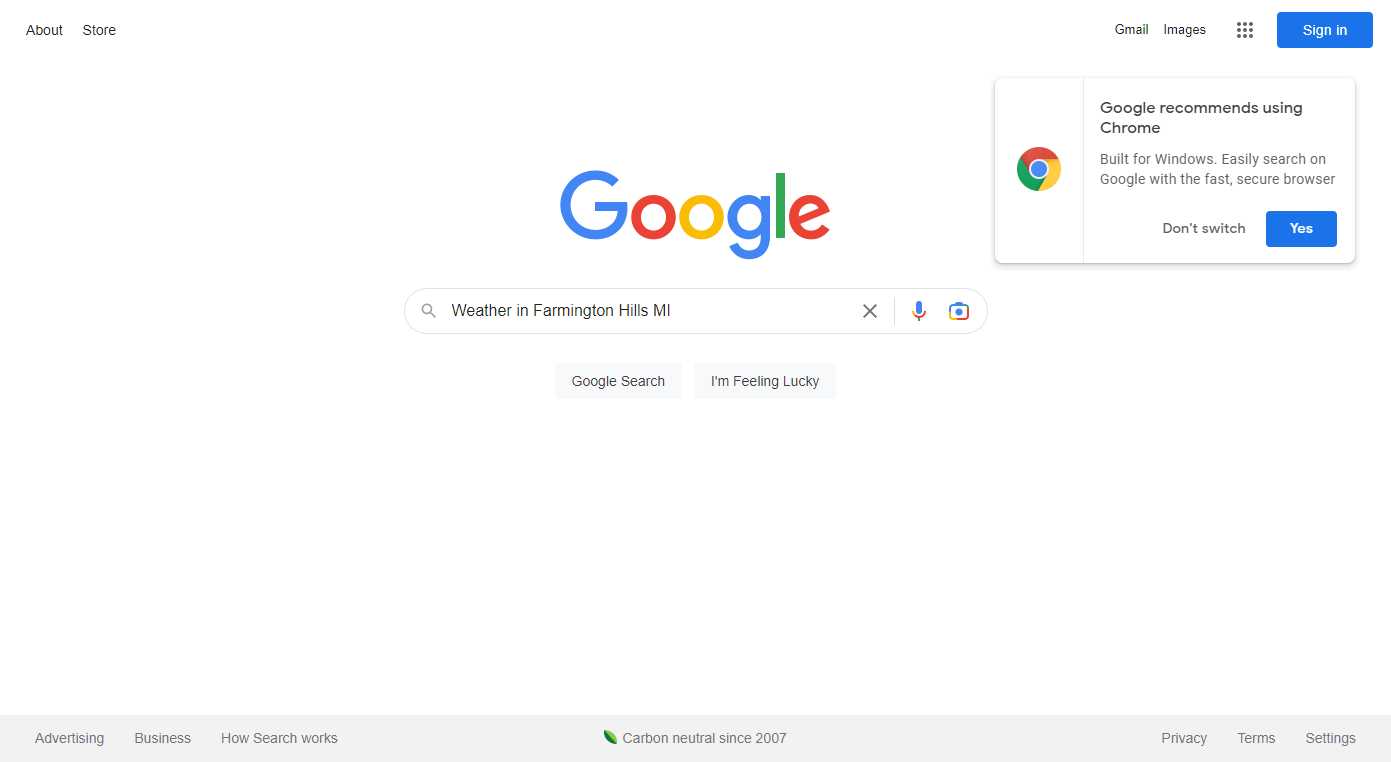 About Store
Gmail Images
Sign in
Google recommends using
Chrome
Built for Windows. Easily search on
Google with the fast, secure browser
Don't switch
Yes
Google
Weather in Farmington Hills MI
Google Search
I'm Feeling Lucky
Advertising Business How Search works
Carbon neutral since 2007
Privacy Terms Settings